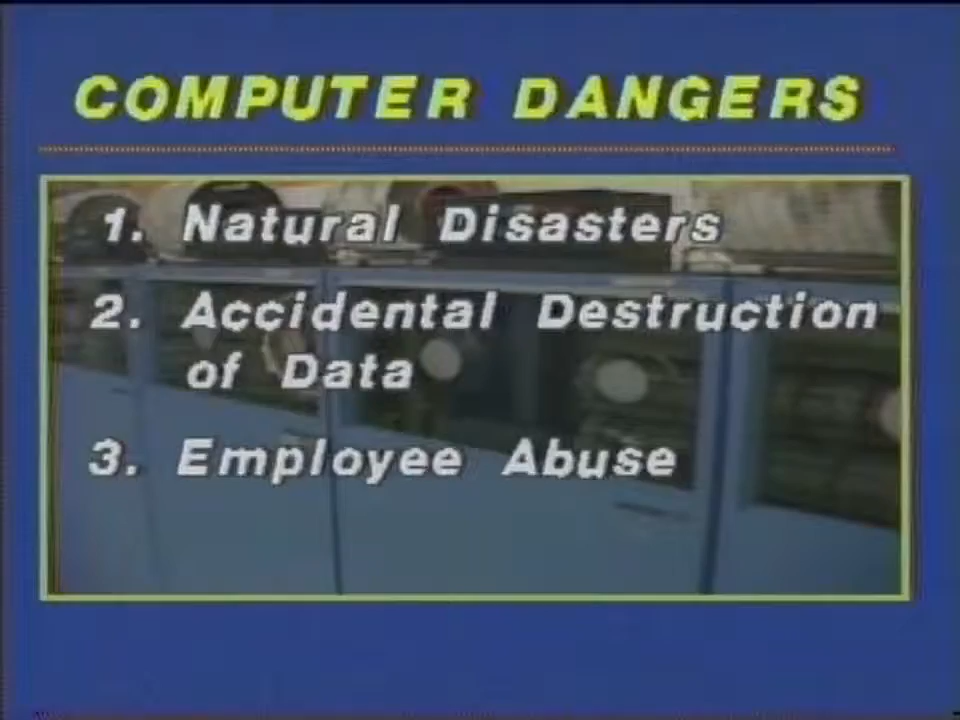 COMPUTER DANGERS
1. Natural Disasters
2. Accidental Destruction
of Data
3. Employee Abuse